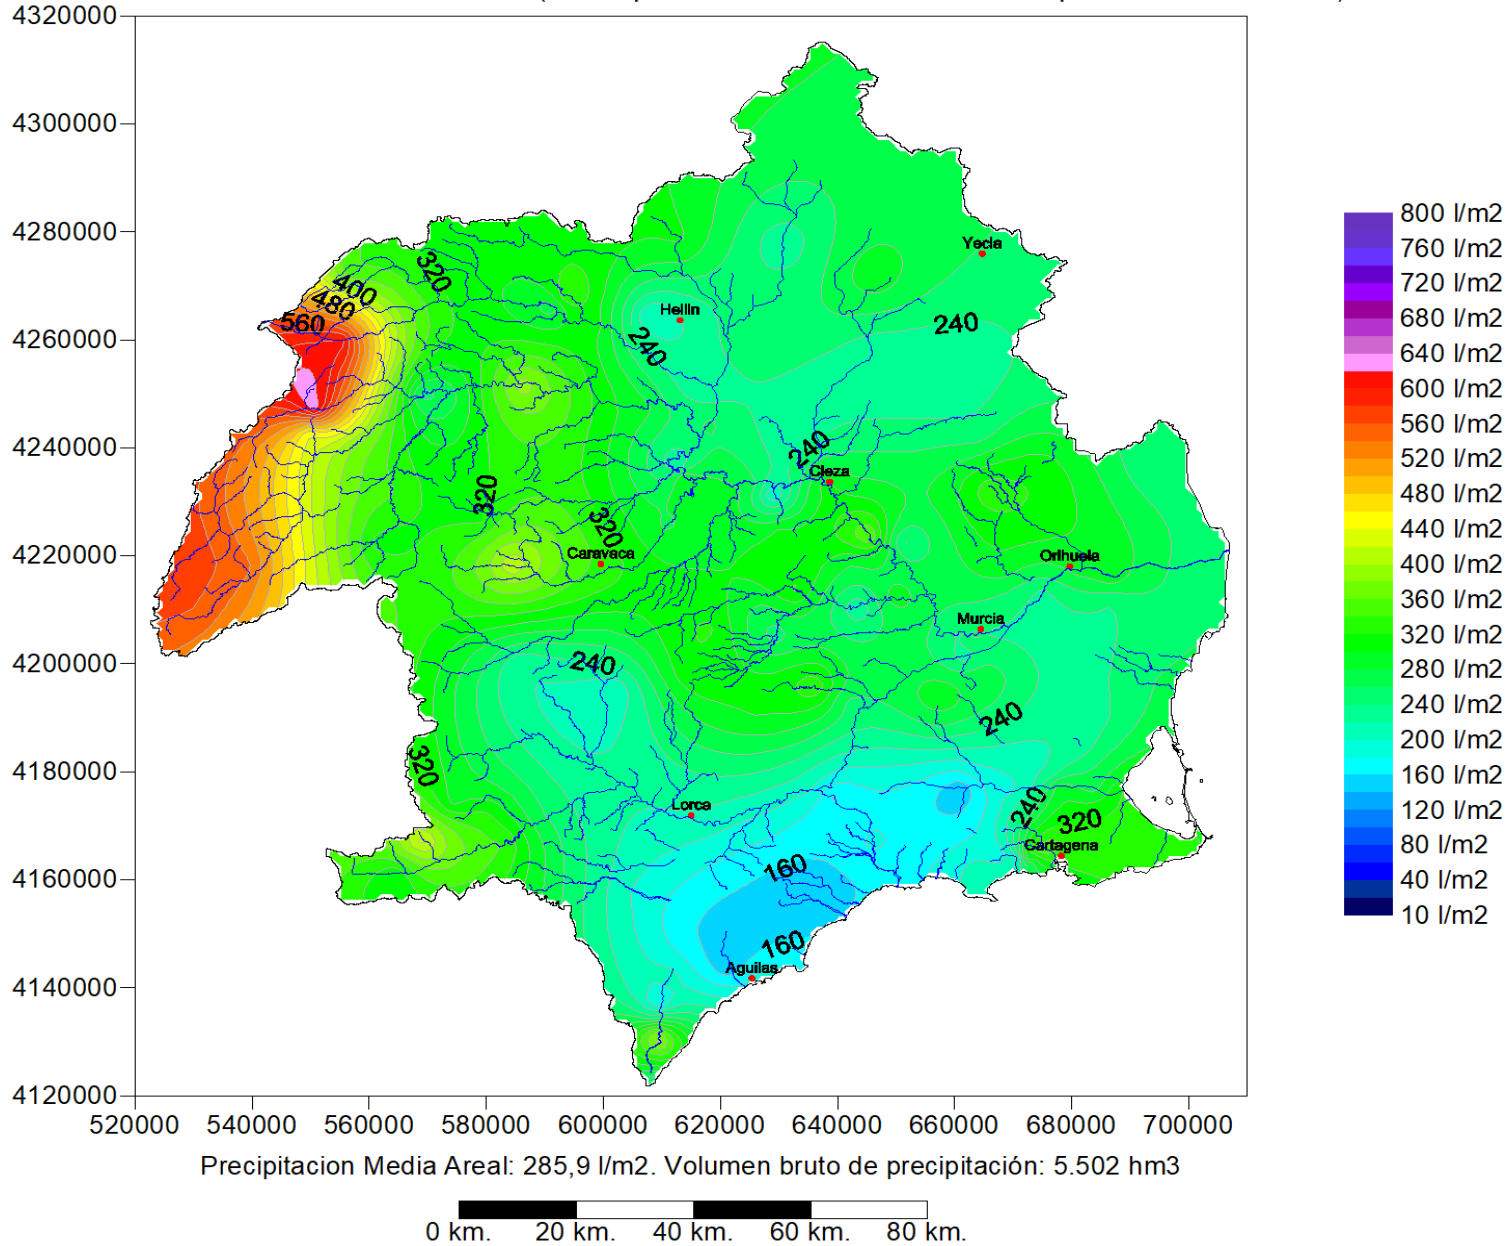 4320000
4300000
4280000
4260000
4240000
4220000
4200000
4180000
4160000
4140000
4120000
520000 540000 560000 580000 600000 620000 640000 660000 680000 700000
Yecla
320
400
480
560
Hellin
240
240
240
Cieza
320
320
Caravaca
Orihuela
Murcia
240
240
320
Lorca
240
320
Cartagena
160
160
Aguilas
800 l/m2
760 l/m2
720 l/m2
680 l/m2
640 l/m2
600 l/m2
560 l/m2
520 l/m2
480 l/m2
440 l/m2
400 l/m2
360 l/m2
320 l/m2
280 l/m2
240 l/m2
200 l/m2
160 l/m2
120 l/m2
80 l/m2
40 l/m2
10 l/m2
Precipitacion Media Areal: 285,9 l/m2. Volumen bruto de precipitación: 5.502 hm3
0 km. 20 km. 40 km. 60 km. 80 km.